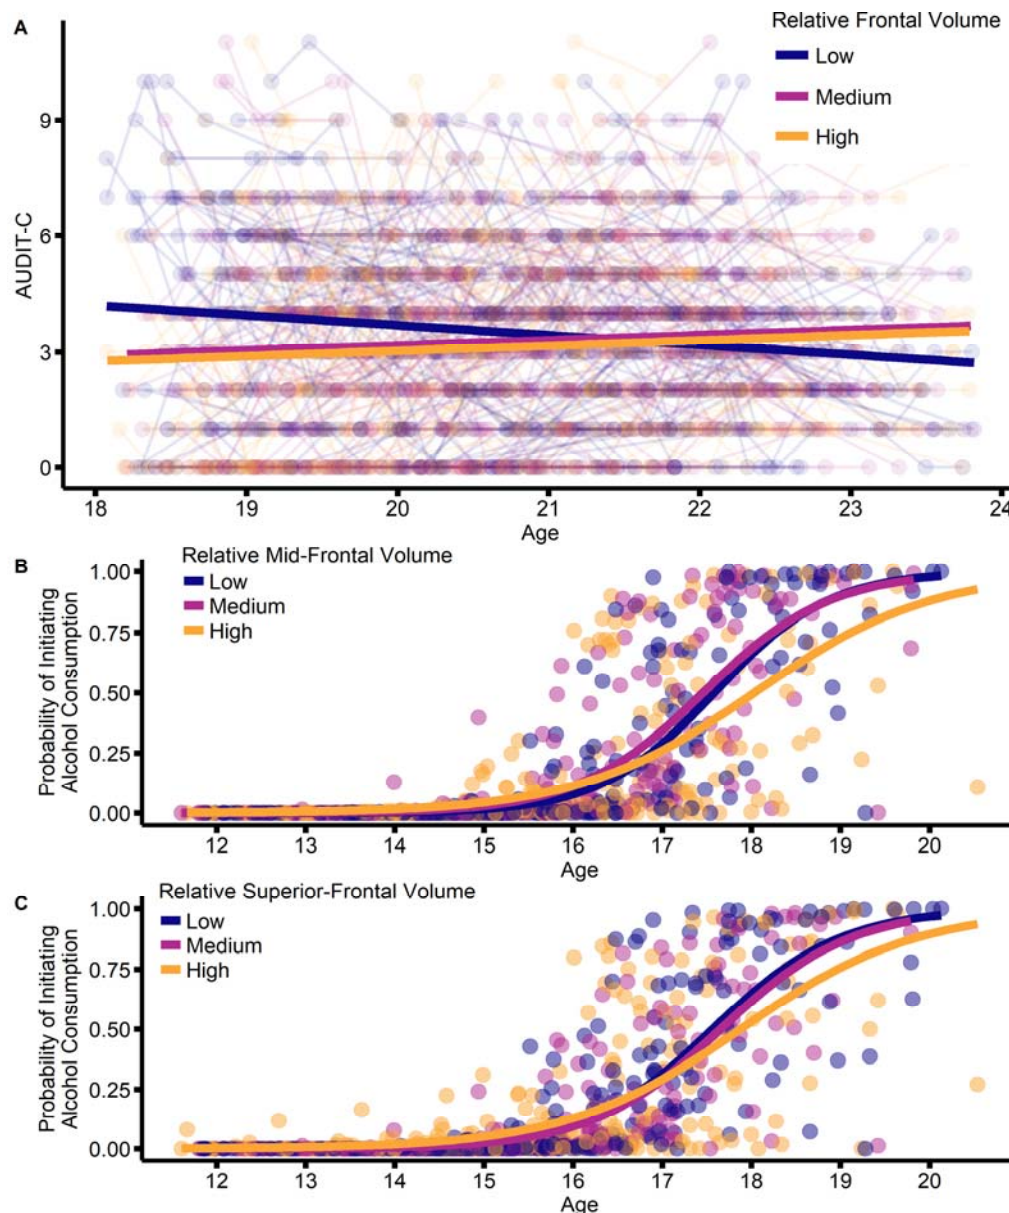 A
Relative Frontal Volume
Low
Medium
High
AUDIT-C
9
6
3
0
18 19 20 21 22 23 24
Age
B
Relative Mid-Frontal Volume
Low
Medium
High
Probability of Initiating
Alcohol Consumption
1.00
0.75
0.50
0.25
0.00
12 13 14 15 16 17 18 19 20
Age
C
Relative Superior-Frontal Volume
Low
Medium
High
Probability of Initiating
Alcohol Consumption
1.00
0.75
0.50
0.25
0.00
12 13 14 15 16 17 18 19 20
Age